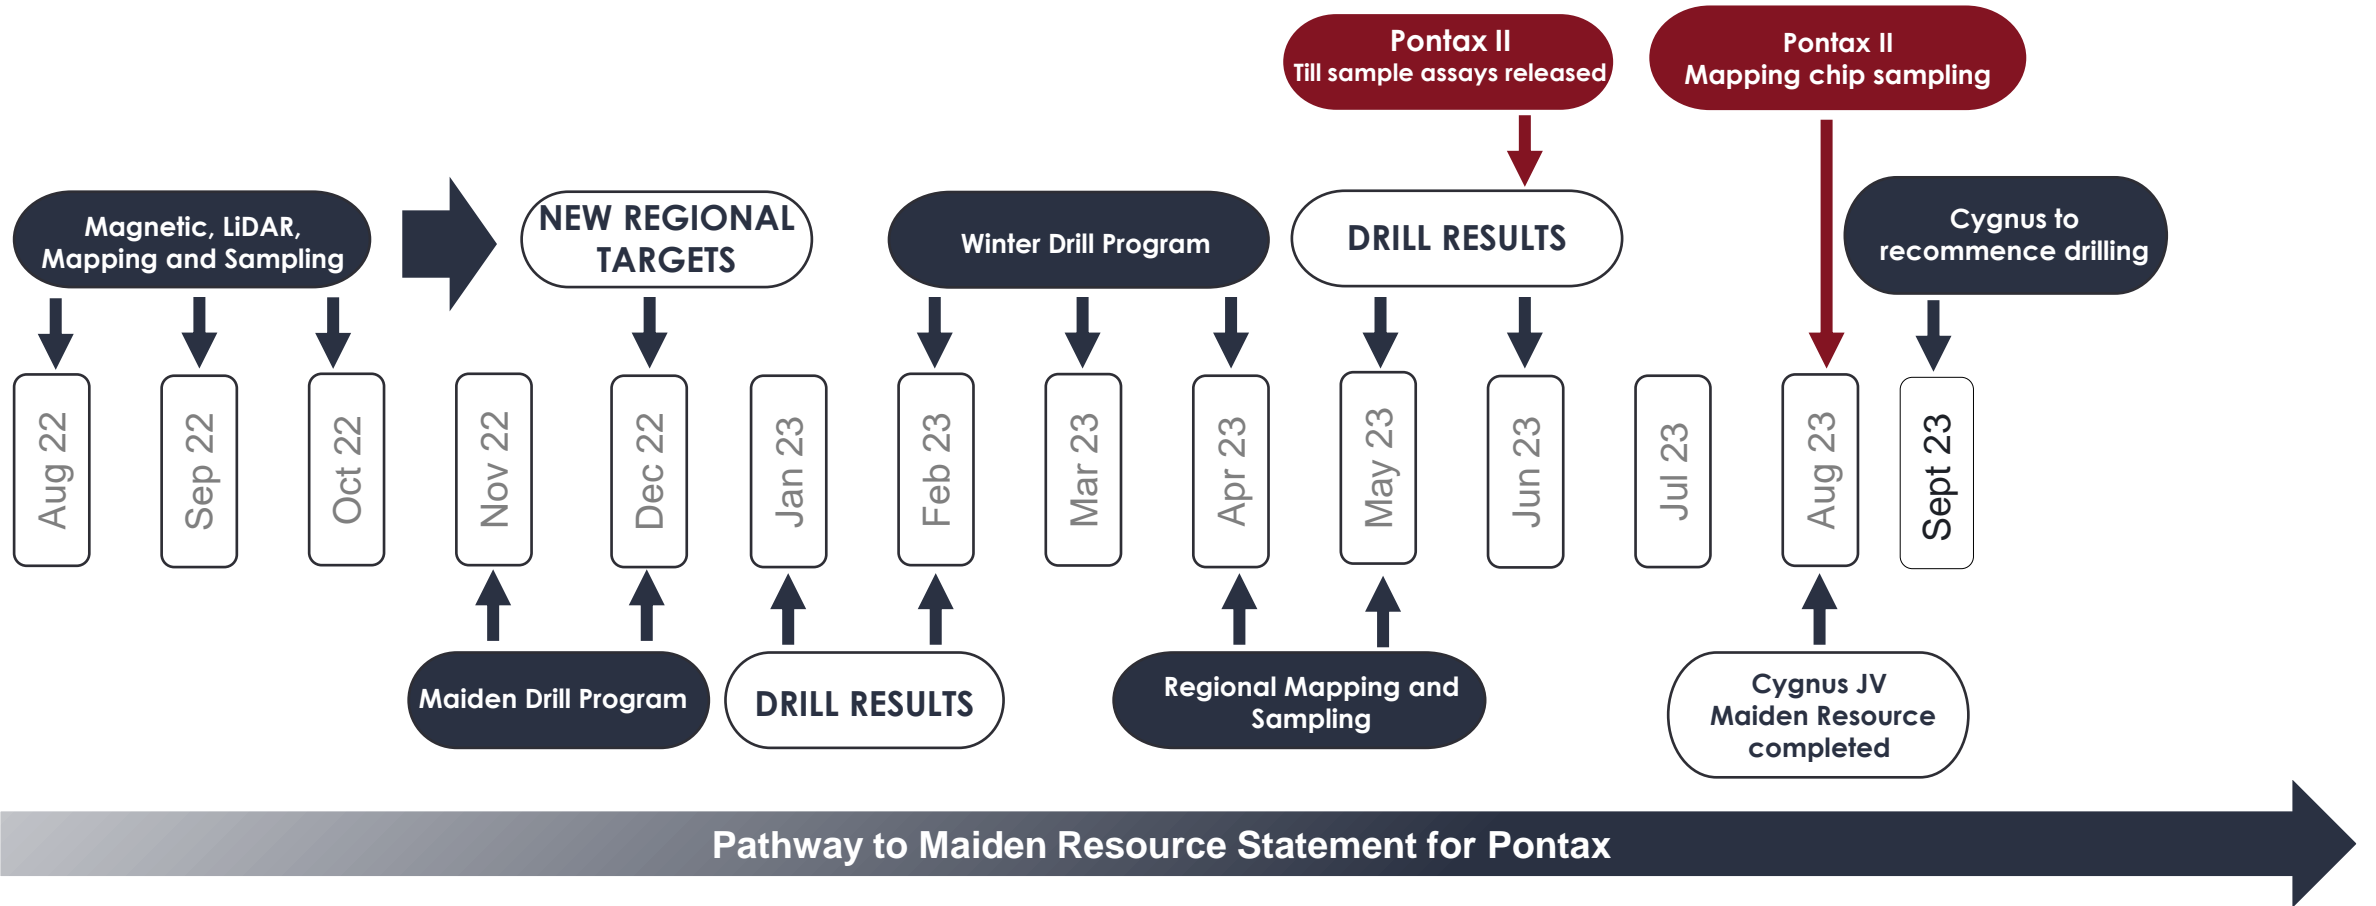 Pontax II
Till sample assays released
Pontax II
Mapping chip sampling
Magnetic, LiDAR,
Mapping and Sampling
NEW REGIONAL
TARGETS
Winter Drill Program
DRILL RESULTS
Cygnus to
recommence drilling
Aug 22
Sep 22
Oct 22
Nov 22
Dec 22
Jan 23
Feb 23
Mar 23
Apr 23
May 23
Jun 23
Jul 23
Aug 23
Sept 23
Maiden Drill Program
DRILL RESULTS
Regional Mapping and
Sampling
Cygnus JV
Maiden Resource
completed
Pathway to Maiden Resource Statement for Pontax